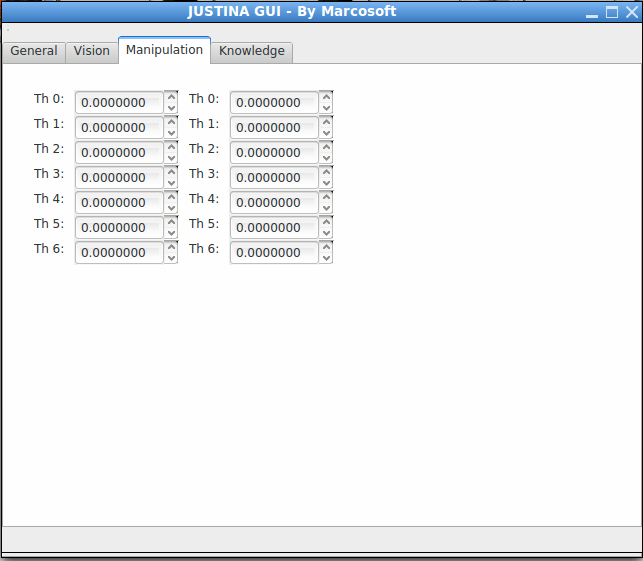 JUSTINA GUI - By Marcosoft
General Vision Manipulation Knowledge
Th 0: 0.0000000 Th 0: 0.0000000
Th 1: 0.0000000 Th 1: 0.0000000
Th 2: 0.0000000 Th 2: 0.0000000
Th 3: 0.0000000 Th 3: 0.0000000
Th 4: 0.0000000 Th 4: 0.0000000
Th 5: 0.0000000 Th 5: 0.0000000
Th 6: 0.0000000 Th 6: 0.0000000